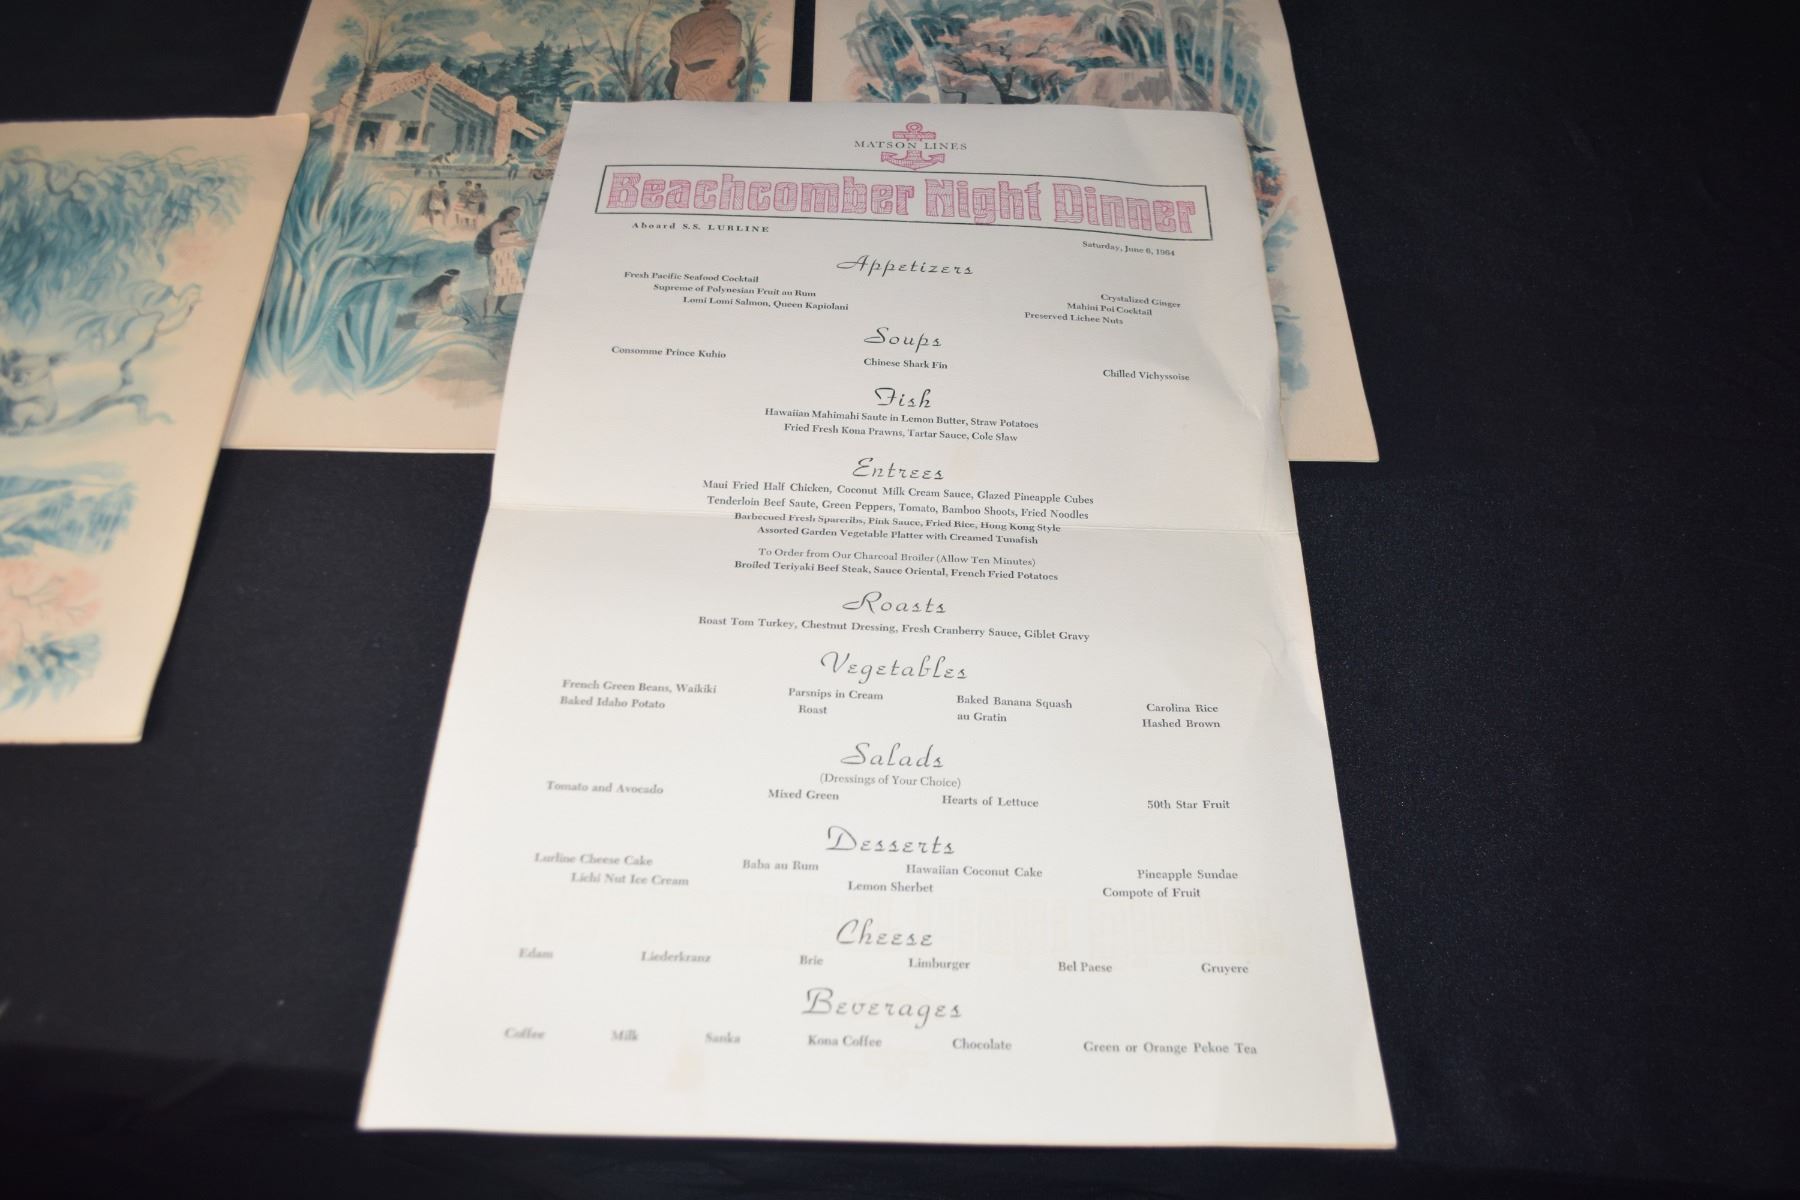 MATSON LINES
Beachcomber Night Dinner
Aboard S.S. LURLINE
Saturday, June 6, 1964
Appetizers
Fresh Pacific Seafood Cocktail
Supreme of Polynesian Fruit au Rum
Lomi Lomi Salmon, Queen Kapiolani
Crystalized Ginger
Mahini Poi Cocktail
Preserved Lichee Nuts
Soups
Consomme Prince Kuhio
Chinese Shark Fin
Chilled Vichyssoise
Fish
Hawaiian Mahimahi Saute in Lemon Butter, Straw Potatoes
Fried Fresh Kona Prawns, Tartar Sauce, Cole Slaw
Entrees
Maui Fried Half Chicken, Coconut Milk Cream Sauce, Glazed Pineapple Cubes
Tenderloin Beef Saute, Green Peppers, Tomato, Bamboo Shoots, Fried Noodles
Barbecued Fresh Spareribs, Pink Sauce, Fried Rice, Hong Kong Style
Assorted Garden Vegetable Platter with Creamed Tunafish
To Order from Our Charcoal Broiler (Allow Ten Minutes)
Broiled Teriyaki Beef Steak, Sauce Oriental, French Fried Potatoes
Roasts
Roast Tom Turkey, Chestnut Dressing, Fresh Cranberry Sauce, Giblet Gravy
Vegetables
French Green Beans, Waikiki Parsnips in Cream Baked Banana Squash Carolina Rice
Baked Idaho Potato Roast au Gratin Hashed Brown
Salads
(Dressings of Your Choice)
Tomato and Avocado Mixed Green Hearts of Lettuce 50th Star Fruit
Desserts
Lurline Cheese Cake Baba au Rum Hawaiian Coconut Cake Pineapple Sundae
Lichi Nut Ice Cream Lemon Sherbet Compote of Fruit
Cheese
Edam Liederkranz Brie Limburger Bel Paese Gruyere
Beverages
Coffee Milk Sanka Kona Coffee Chocolate Green or Orange Pekoe Tea